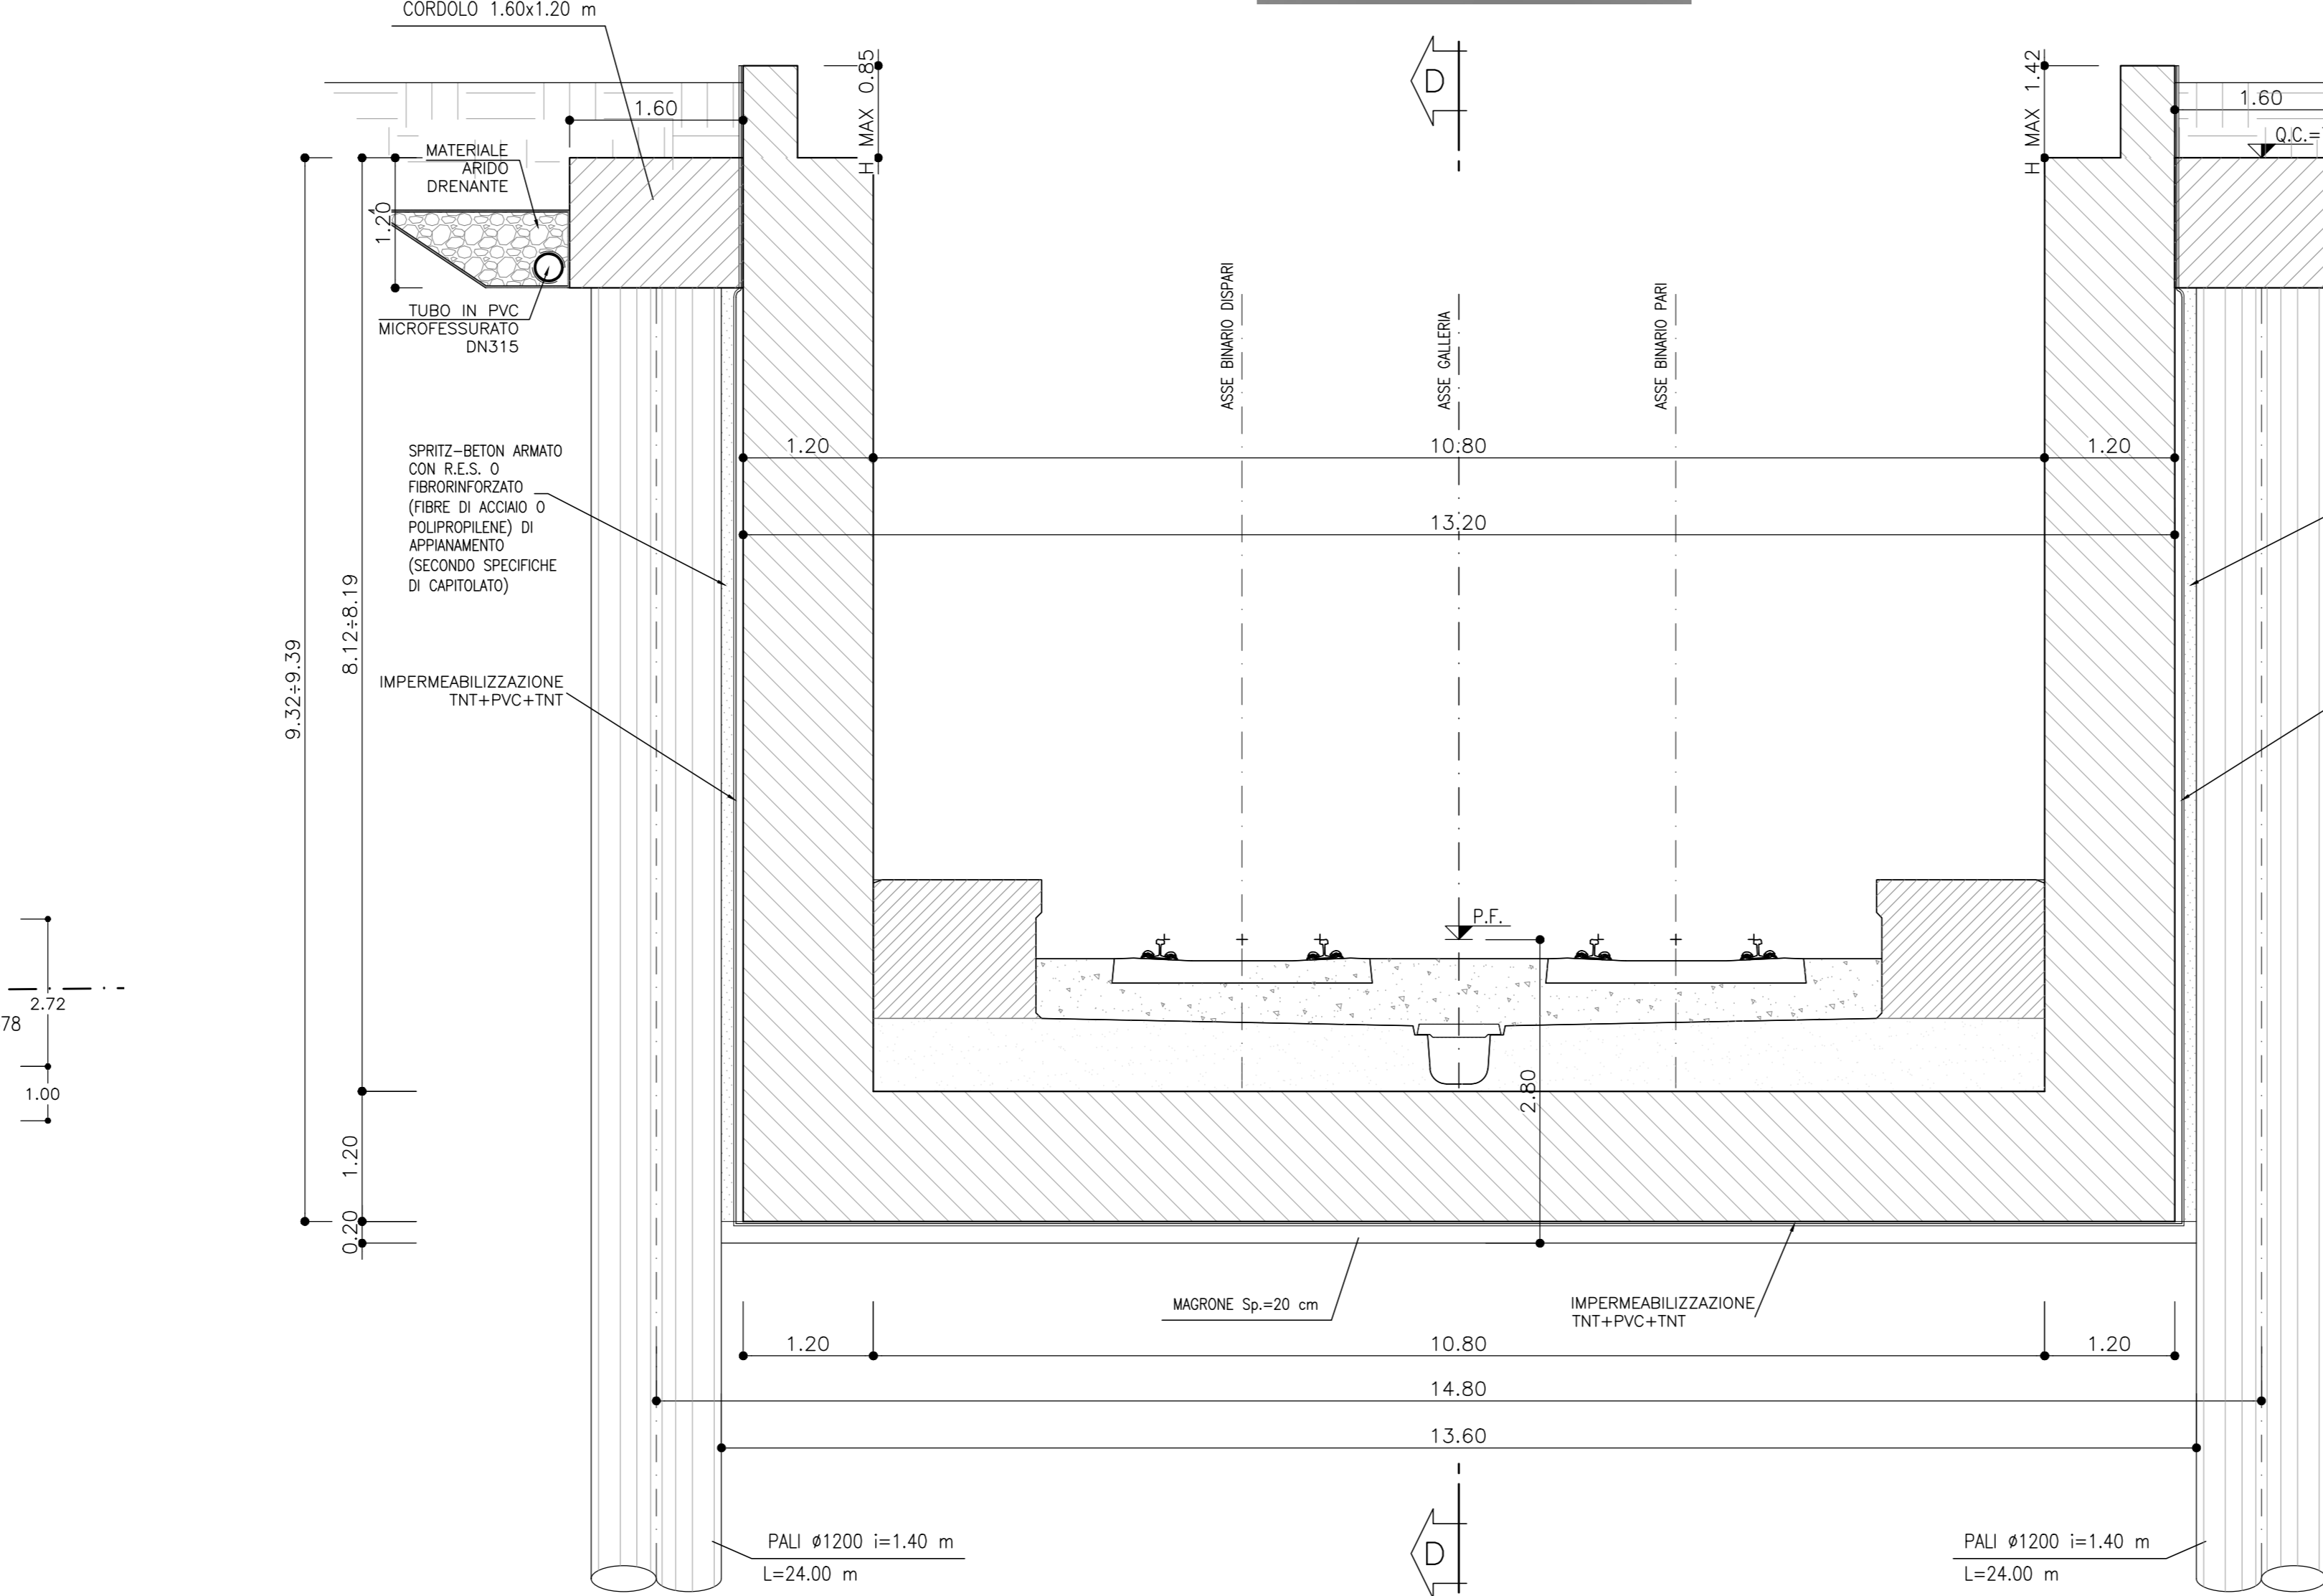 CORDOLO 1.60x1.20 m
H MAX 0.85
D
H MAX 1.42
1.60
1.60
Q.C.=
MATERIALE
ARIDO
DRENANTE
1.20
TUBO IN PVC
MICROFESSURATO
DN315
ASSE BINARIO DISPARI
ASSE GALLERIA
ASSE BINARIO PARI
1.20
10.80
1.20
SPRITZ-BETON ARMATO
CON R.E.S. O
FIBRORINFORZATO
(FIBRE DI ACCIAIO O
POLIPROPILENE) DI
APPIANAMENTO
(SECONDO SPECIFICHE
DI CAPITOLATO)
13.20
9.32÷9.39
8.12÷8.19
IMPERMEABILIZZAZIONE
TNT+PVC+TNT
P.F.
2.72
78
1.00
2.80
1.20
0.20
MAGRONE Sp.=20 cm
IMPERMEABILIZZAZIONE
TNT+PVC+TNT
1.20
10.80
1.20
14.80
13.60
PALI ø1200 i=1.40 m
L=24.00 m
D
PALI ø1200 i=1.40 m
L=24.00 m